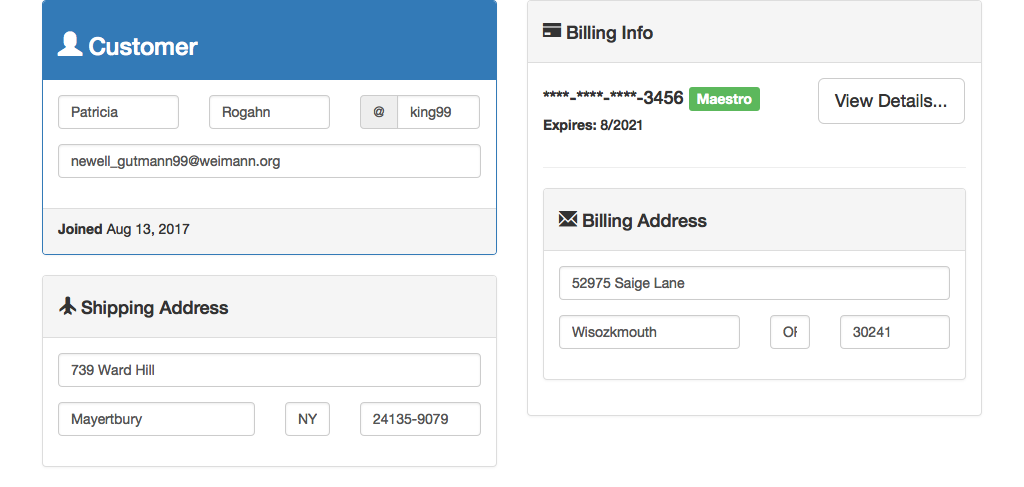 Customer
Patricia Rogahn @ king99
newell_gutmann99@weimann.org
Joined Aug 13, 2017
Shipping Address
739 Ward Hill
Mayertbury NY 24135-9079
Billing Info
****-****-****-3456 Maestro View Details...
Expires: 8/2021
Billing Address
52975 Saige Lane
Wisozkmouth 30241